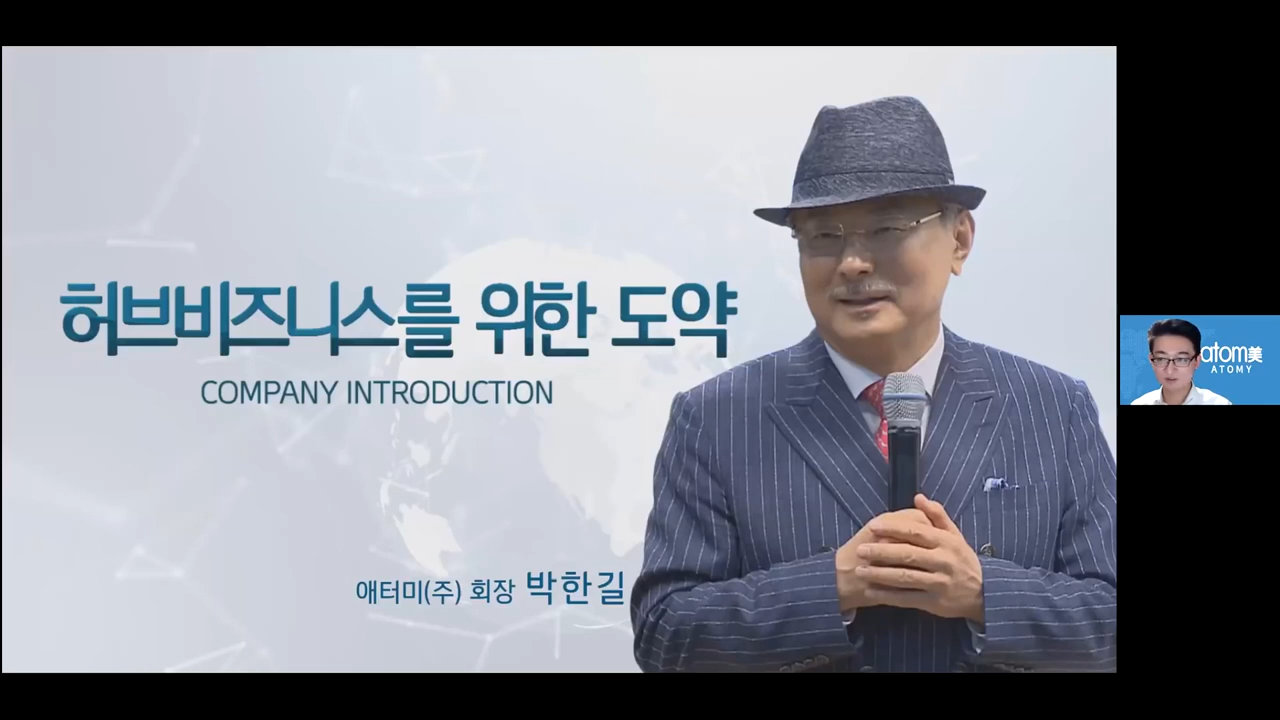 허브비즈니스를 위한 도약
COMPANY INTRODUCTION
애터미(주) 회장 박한길
atom美
ATOMY